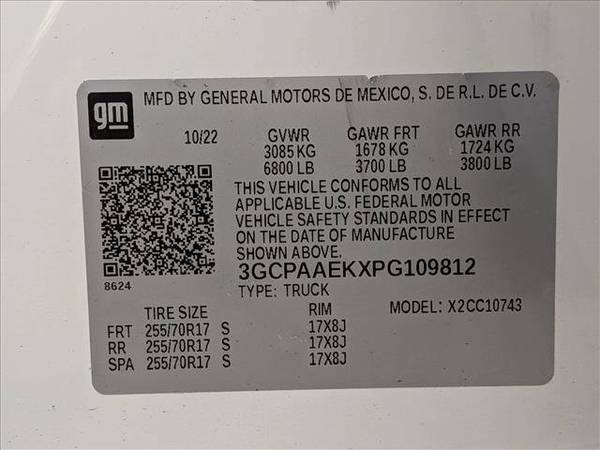 gm MFD BY GENERAL MOTORS DE MEXICO, S. DE R.L. DE C.V.
10/22 GVWR GAWR FRT GAWR RR
3085 KG 1678 KG 1724 KG
6800 LB 3700 LB 3800 LB
THIS VEHICLE CONFORMS TO ALL
APPLICABLE U.S. FEDERAL MOTOR
VEHICLE SAFETY STANDARDS IN EFFECT
ON THE DATE OF MANUFACTURE
SHOWN ABOVE.
3GCPAAEKXPG109812
8624 TYPE: TRUCK
TIRE SIZE RIM MODEL: X2CC10743
FRT 255/70R17 S 17X8J
RR 255/70R17 S 17X8J
SPA 255/70R17 S 17X8J